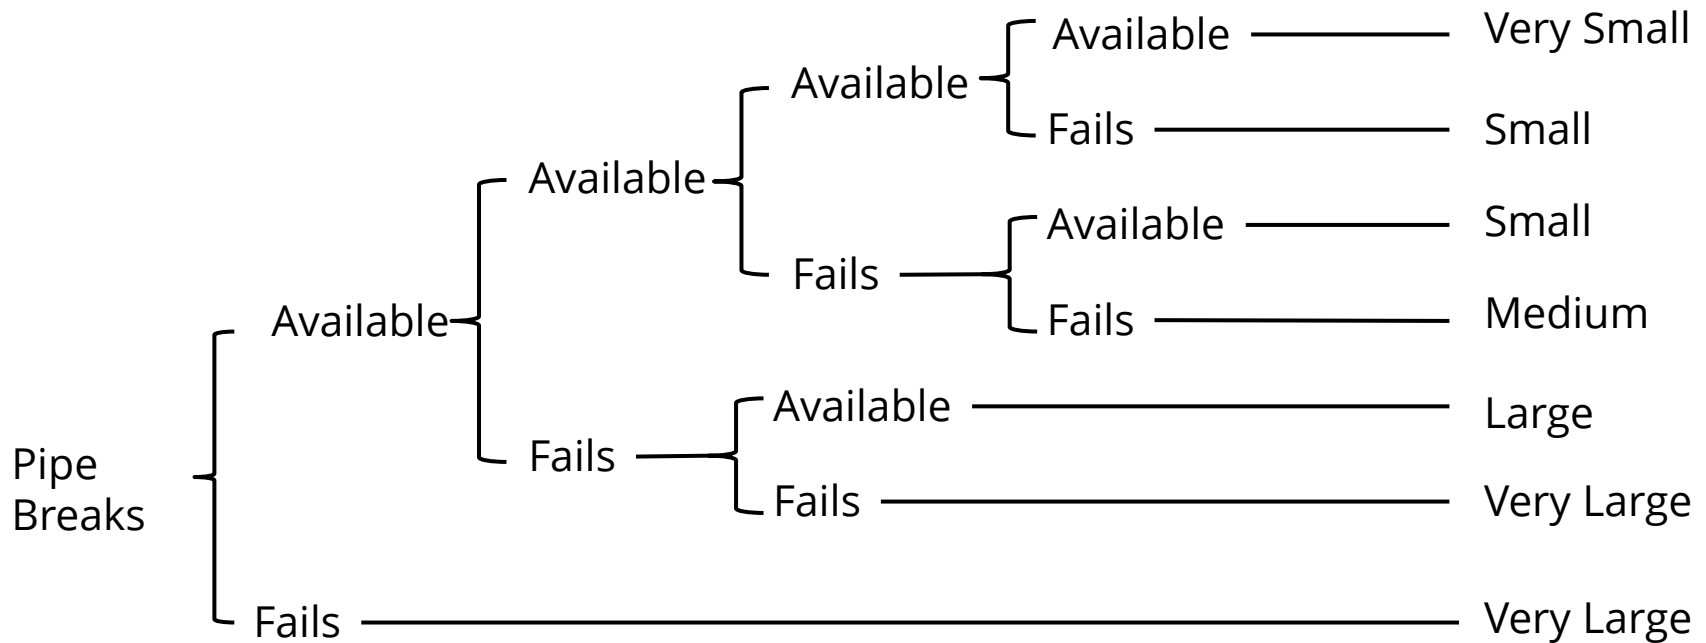 Available
Very Small
Available
Fails
Small
Available
Available
Small
Fails
Fails
Medium
Available
Available
Large
Fails
Pipe
Breaks
Fails
Very Large
Fails
Very Large